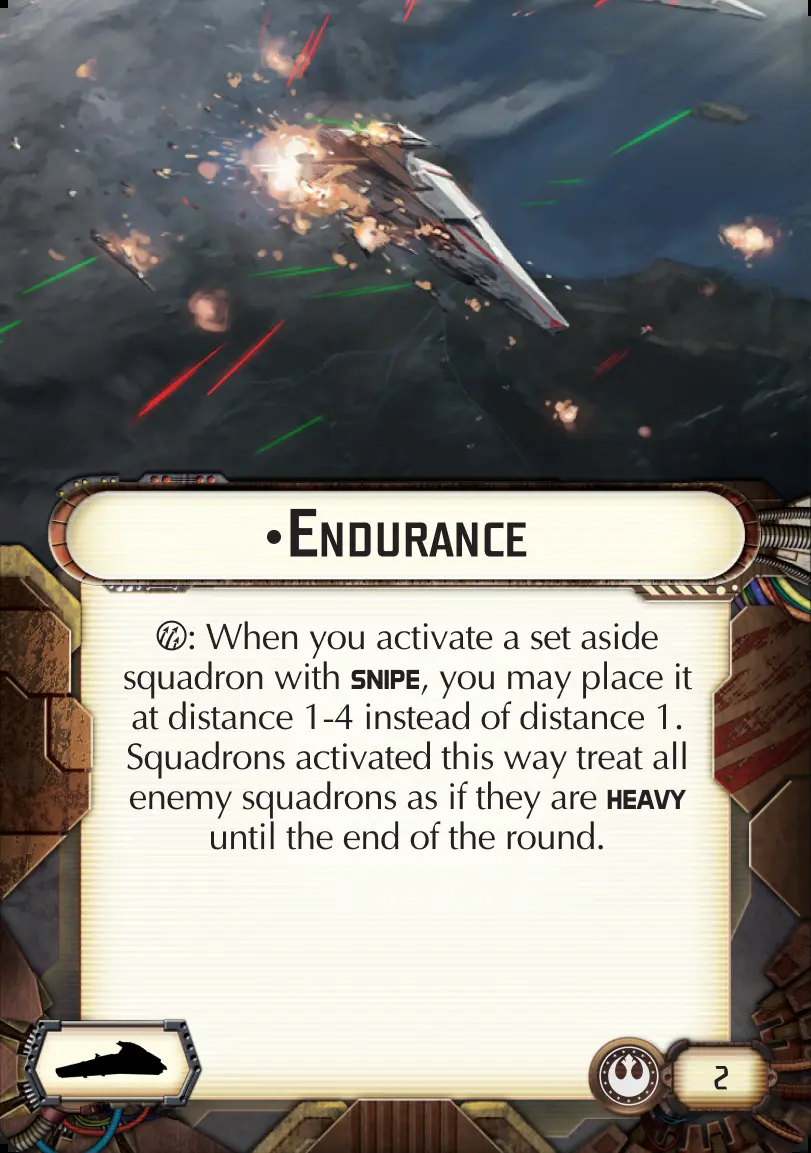 •Endurance
: When you activate a set aside
squadron with SNIPE, you may place it
at distance 1-4 instead of distance 1.
Squadrons activated this way treat all
enemy squadrons as if they are HEAVY
until the end of the round.
2